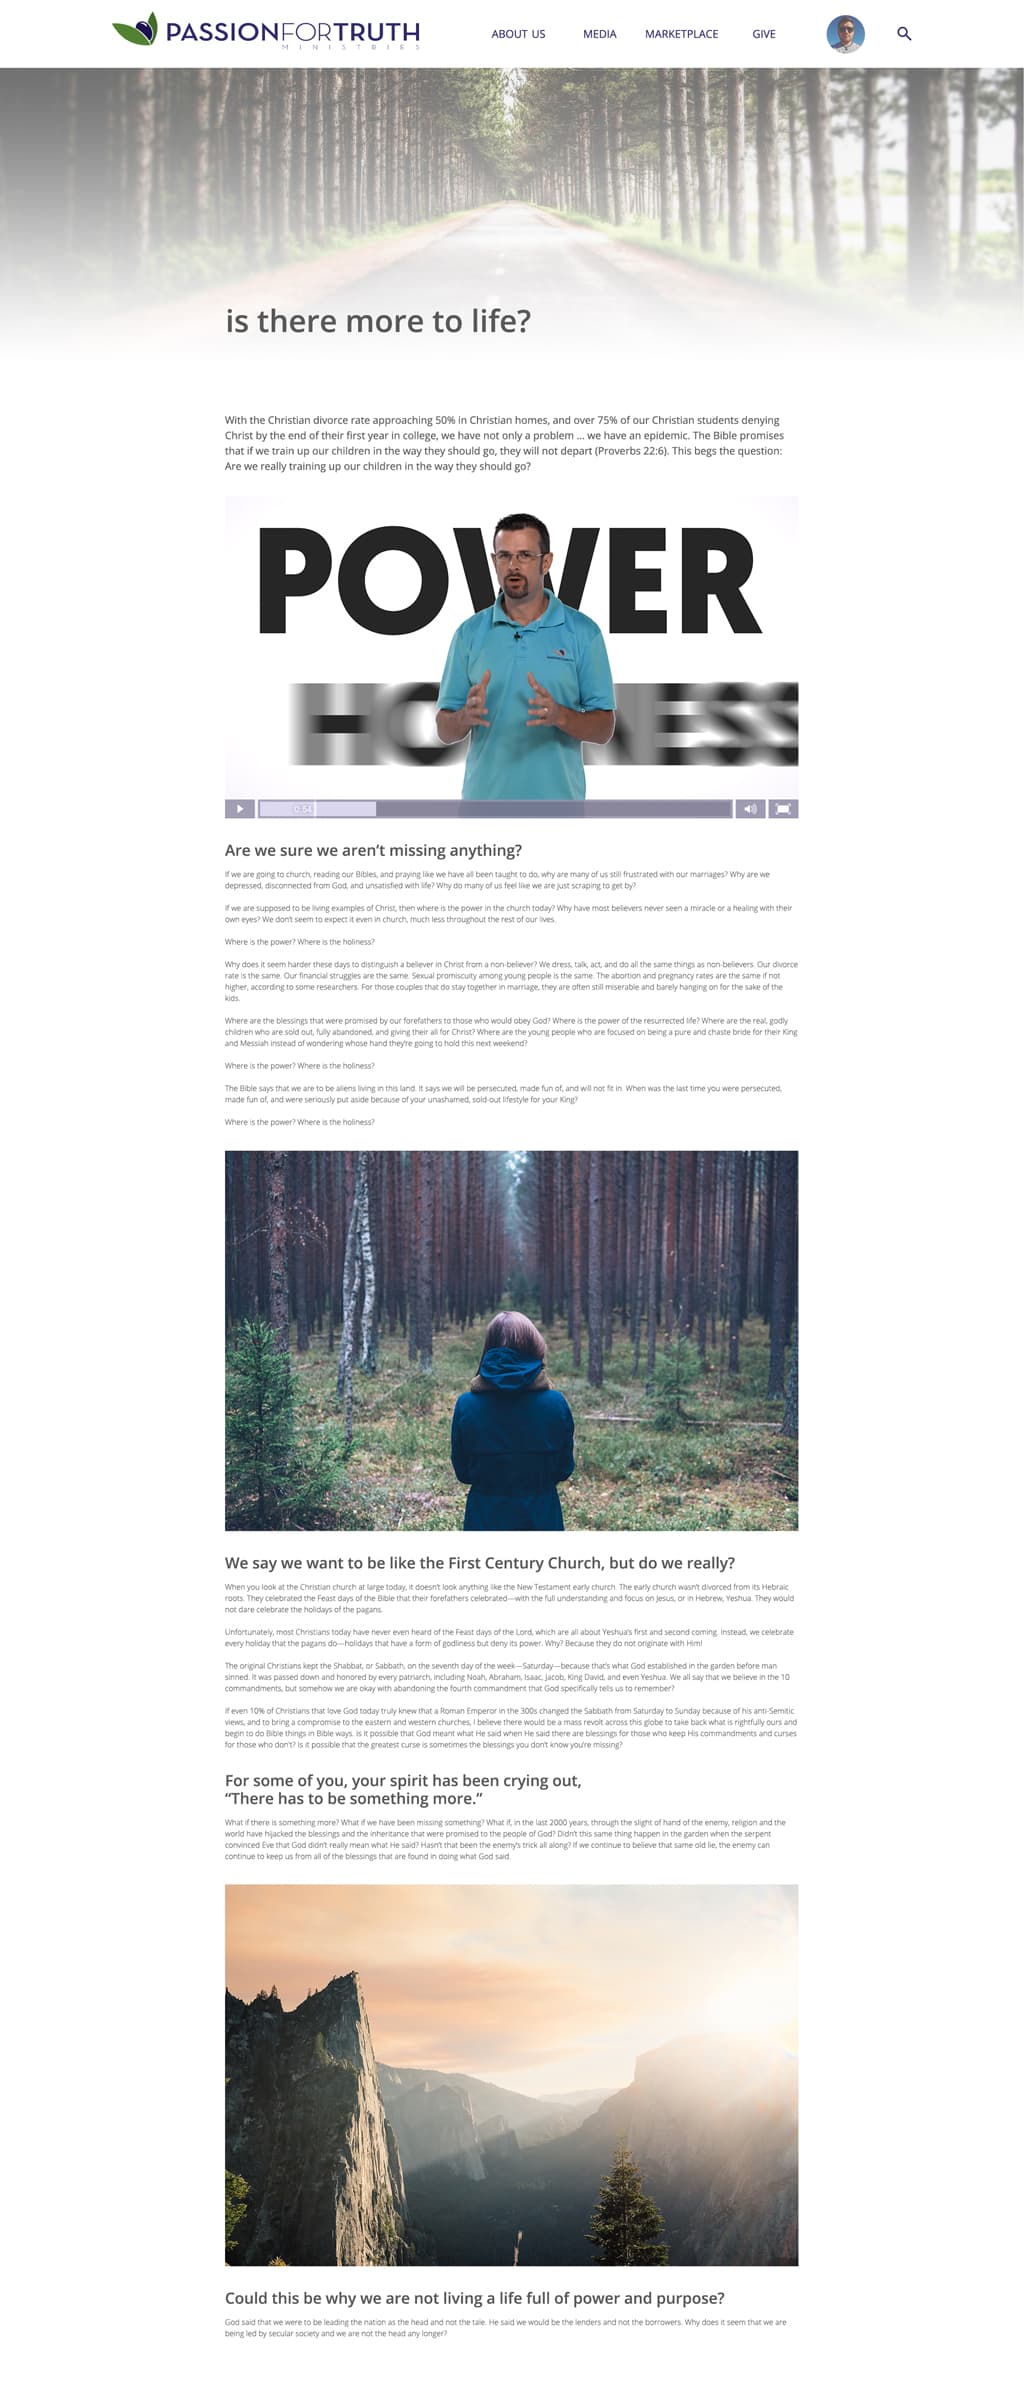 PASSIONFORTRUTH
MINISTRIES
ABOUT US
MEDIA
MARKETPLACE
GIVE
is there more to life?
With the Christian divorce rate approaching 50% in Christian homes, and over 75% of our Christian students denying
Christ by the end of their first year in college, we have not only a problem ... we have an epidemic. The Bible promises
that if we train up our children in the way they should go, they will not depart (Proverbs 22:6). This begs the question:
Are we really training up our children in the way they should go?
POWER
HOLINESS
0:54
Are we sure we aren't missing anything?
If we are going to church, reading our Bibles, and praying like we have all been taught to do, why are many of us still frustrated with our marriages? Why are we
depressed, disconnected from God, and unsatisfied with life? Why do many of us feel like we are just scraping to get by?
If we are supposed to be living examples of Christ, then where is the power in the church today? Why have most believers never seen a miracle or a healing with their
own eyes? We don't seem to expect it even in church, much less throughout the rest of our lives.
Where is the power? Where is the holiness?
Why does it seem harder these days to distinguish a believer in Christ from a non-believer? We dress, talk, act, and do all the same things as non-believers. Our divorce
rate is the same. Our financial struggles are the same. Sexual promiscuity among young people is the same. The abortion and pregnancy rates are the same if not
higher, according to some researchers. For those couples that do stay together in marriage, they are often still miserable and barely hanging on for the sake of the
kids.
Where are the blessings that were promised by our forefathers to those who would obey God? Where is the power of the resurrected life? Where are the real, godly
children who are sold out, fully abandoned, and giving their all for Christ? Where are the young people who are focused on being a pure and chaste bride for their King
and Messiah instead of wondering whose hand they're going to hold this next weekend?
Where is the power? Where is the holiness?
The Bible says that we are to be aliens living in this land. It says we will be persecuted, made fun of, and will not fit in. When was the last time you were persecuted,
made fun of, and were seriously put aside because of your unashamed, sold-out lifestyle for your King?
Where is the power? Where is the holiness?
We say we want to be like the First Century Church, but do we really?
When you look at the Christian church at large today, it doesn't look anything like the New Testament early church. The early church wasn't divorced from its Hebraic
roots. They celebrated the Feast days of the Bible that their forefathers celebrated—with the full understanding and focus on Jesus, or in Hebrew, Yeshua. They would
not dare celebrate the holidays of the pagans.
Unfortunately, most Christians today have never even heard of the Feast days of the Lord, which are all about Yeshua's first and second coming. Instead, we celebrate
every holiday that the pagans do—holidays that have a form of godliness but deny its power. Why? Because they do not originate with Him!
The original Christians kept the Shabbat, or Sabbath, on the seventh day of the week—Saturday—because that's what God established in the garden before man
sinned. It was passed down and honored by every patriarch, including Noah, Abraham, Isaac, Jacob, King David, and even Yeshua. We all say that we believe in the 10
commandments, but somehow we are okay with abandoning the fourth commandment that God specifically tells us to remember?
If even 10% of Christians that love God today truly knew that a Roman Emperor in the 300s changed the Sabbath from Saturday to Sunday because of his anti-Semitic
views, and to bring a compromise to the eastern and western churches, I believe there would be a mass revolt across this globe to take back what is rightfully ours and
begin to do Bible things in Bible ways. Is it possible that God meant what He said when He said there are blessings for those who keep His commandments and curses
for those who don't? Is it possible that the greatest curse is sometimes the blessings you don't know you're missing?
For some of you, your spirit has been crying out,
“There has to be something more.”
What if there is something more? What if we have been missing something? What if, in the last 2000 years, through the slight of hand of the enemy, religion and the
world have hijacked the blessings and the inheritance that were promised to the people of God? Didn't this same thing happen in the garden when the serpent
convinced Eve that God didn't really mean what He said? Hasn't that been the enemy's trick all along? If we continue to believe that same old lie, the enemy can
continue to keep us from all of the blessings that are found in doing what God said.
Could this be why we are not living a life full of power and purpose?
God said that we were to be leading the nation as the head and not the tale. He said we would be the lenders and not the borrowers. Why does it seem that we are
being led by secular society and we are not the head any longer?